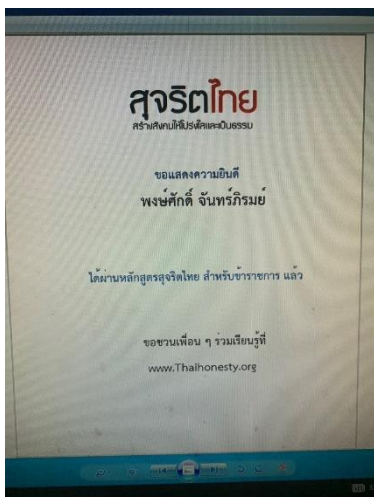 สุจริตไทย
สร้างสังคมให้โปร่งใสและเป็นธรรม
ขอแสดงความยินดี
พงษ์ศักดิ์ จันทร์ภิรมย์
ได้ผ่านหลักสูตรสุจริตไทย สำหรับข้าราชการ แล้ว
ขอชวนเพื่อน ๆ ร่วมเรียนรู้ที่
www.Thaihonesty.org